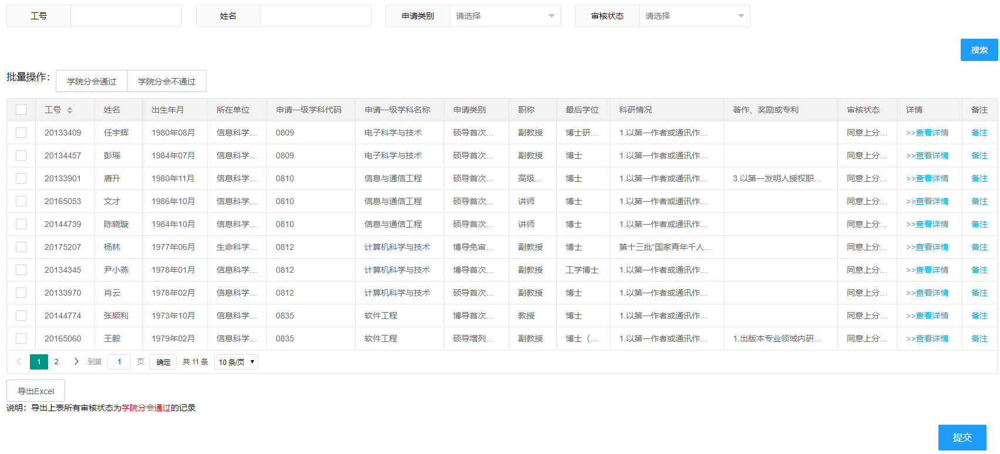 工号 姓名 申请类别 请选择 审核状态 请选择
搜索
批量操作： 学院分会通过 学院分会不通过
工号 姓名 出生年月 所在单位 申请一级学科代码 申请一级学科名称 申请类别 职称 最后学位 科研情况 著作、奖励或专利 审核状态 详情 备注
20133409 任宇辉 1980年08月 信息科学... 0809 电子科学与技术 硕导首次... 副教授 博士研... 1.以第一作者或通讯作... 同意上分... >>查看详情 备注
20134457 彭瑶 1984年07月 信息科学... 0809 电子科学与技术 硕导首次... 副教授 博士 1.以第一作者或通讯作... 同意上分... >>查看详情 备注
20133901 唐升 1980年11月 信息科学... 0810 信息与通信工程 硕导首次... 高级... 博士 1.以第一作者或通讯作... 3.以第一发明人授权职... 同意上分... >>查看详情 备注
20165053 文才 1986年10月 信息科学... 0810 信息与通信工程 硕导首次... 讲师 博士 1.以第一作者或通讯作... 同意上分... >>查看详情 备注
20144739 陈晓璇 1984年10月 信息科学... 0810 信息与通信工程 硕导首次... 讲师 博士 1.以第一作者或通讯作... 同意上分... >>查看详情 备注
20175207 杨林 1977年06月 生命科学... 0812 计算机科学与技术 博导免审... 副教授 博士 第十三批“国家青年千人... 同意上分... >>查看详情 备注
20134345 尹小燕 1978年01月 信息科学... 0812 计算机科学与技术 博导首次... 副教授 工学博士 1.以第一作者或通讯作... 同意上分... >>查看详情 备注
20133970 肖云 1978年02月 信息科学... 0812 计算机科学与技术 博导首次... 副教授 博士 1.以第一作者或通讯作... 同意上分... >>查看详情 备注
20144774 张顺利 1973年10月 信息科学... 0835 软件工程 博导首次... 教授 博士 1.以第一作者或通讯作... 同意上分... >>查看详情 备注
20165060 王毅 1979年02月 信息科学... 0835 软件工程 硕导增列... 副教授 博士（... 1.以第一作者或通讯作... 1.出版本专业领域内研... 同意上分... >>查看详情 备注
1 2 到第 1 页 确定 共 11 条 10 条/页
导出Excel
说明：导出上表所有审核状态为学院分会通过的记录
提交